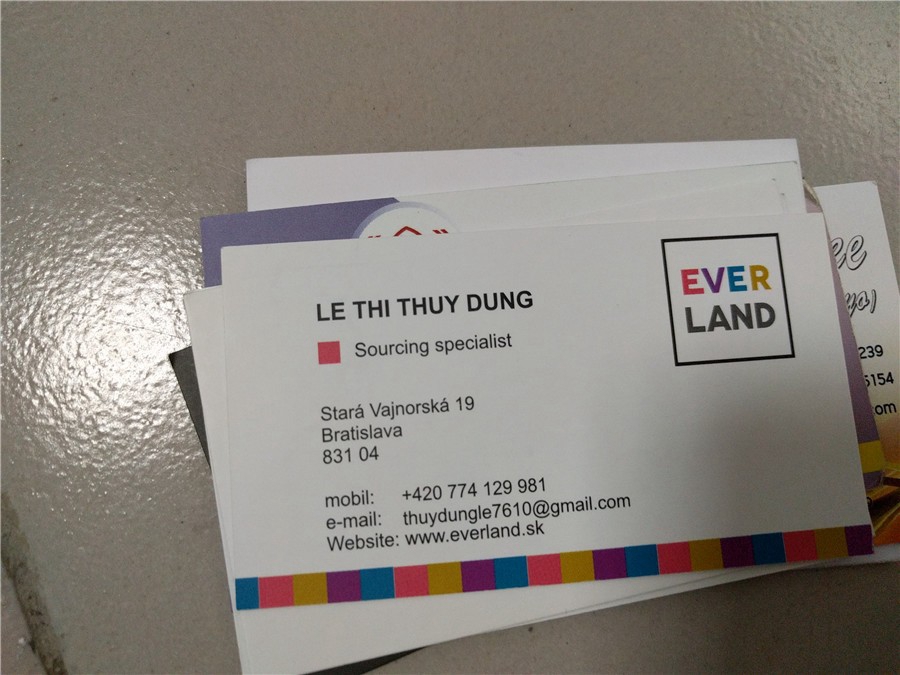 LE THI THUY DUNG
Sourcing specialist
EVER
LAND
Stará Vajnorská 19
Bratislava
831 04
mobil: +420 774 129 981
e-mail: thuydungle7610@gmail.com
Website: www.everland.sk
239